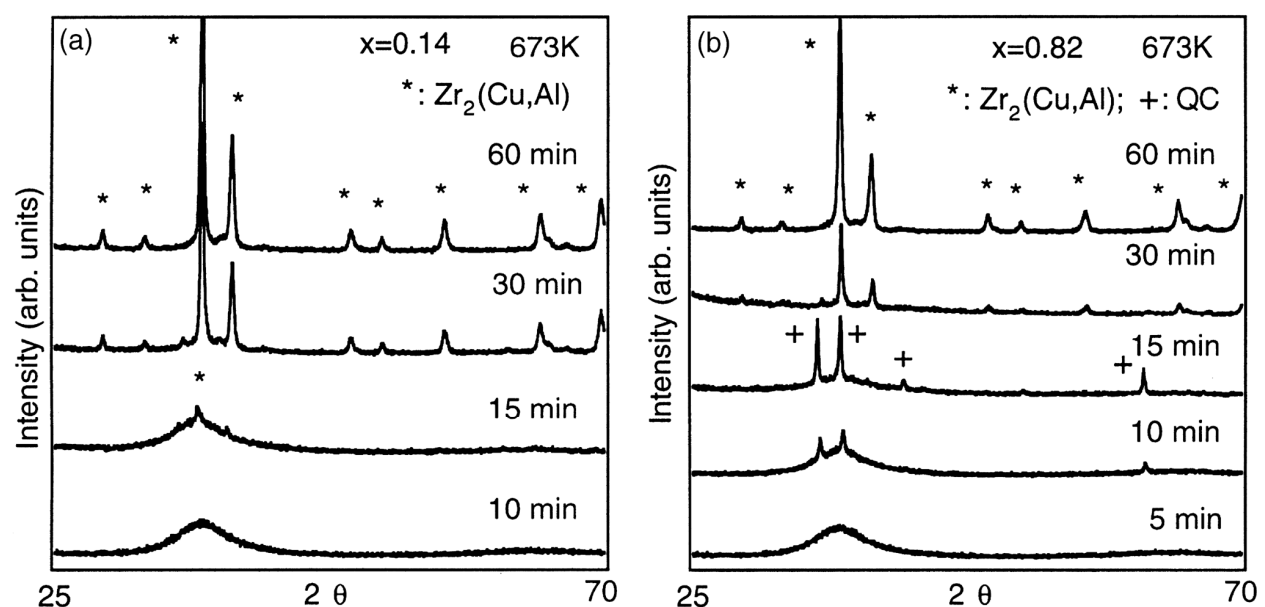 (a)
x=0.14 673K
*: Zr₂(Cu,Al)
60 min
30 min
15 min
10 min
Intensity (arb. units)
25 2 θ 70
(b)
x=0.82 673K
*: Zr₂(Cu,Al); +: QC
60 min
30 min
15 min
10 min
5 min
Intensity (arb. units)
25 2 θ 70